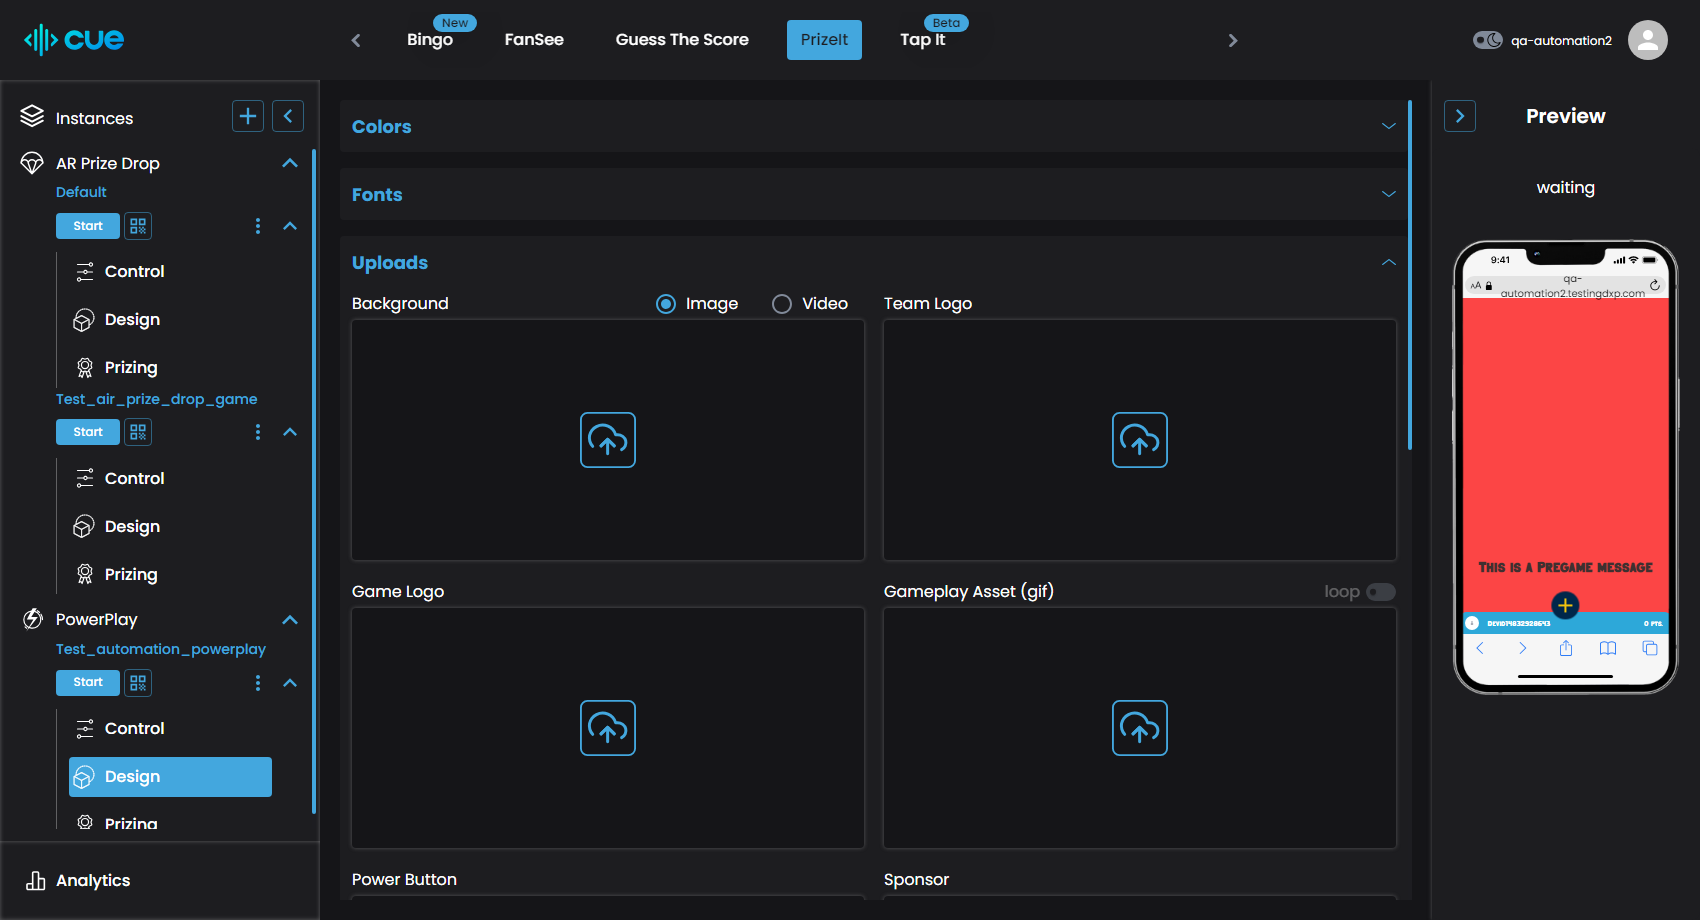 cue
New
Bingo
FanSee
Guess The Score
PrizeIt
Beta
Tap It
qa-automation2
Instances
AR Prize Drop
Default
Start
Control
Design
Prizing
Test_air_prize_drop_game
Start
Control
Design
Prizing
PowerPlay
Test_automation_powerplay
Start
Control
Design
Prizing
Analytics
Colors
Fonts
Uploads
Background
Image
Video
Team Logo
Game Logo
Gameplay Asset (gif)
loop
Power Button
Sponsor
Preview
waiting
9:41
AA
qa-
automation2.testingdxp.com
This is a Pregame message
0 PTS.